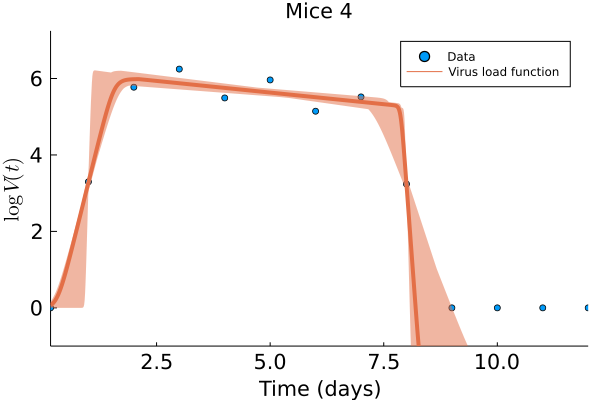 Mice 4
Data
Virus load function
log V(t)
6
4
2
0
2.5 5.0 7.5 10.0
Time (days)